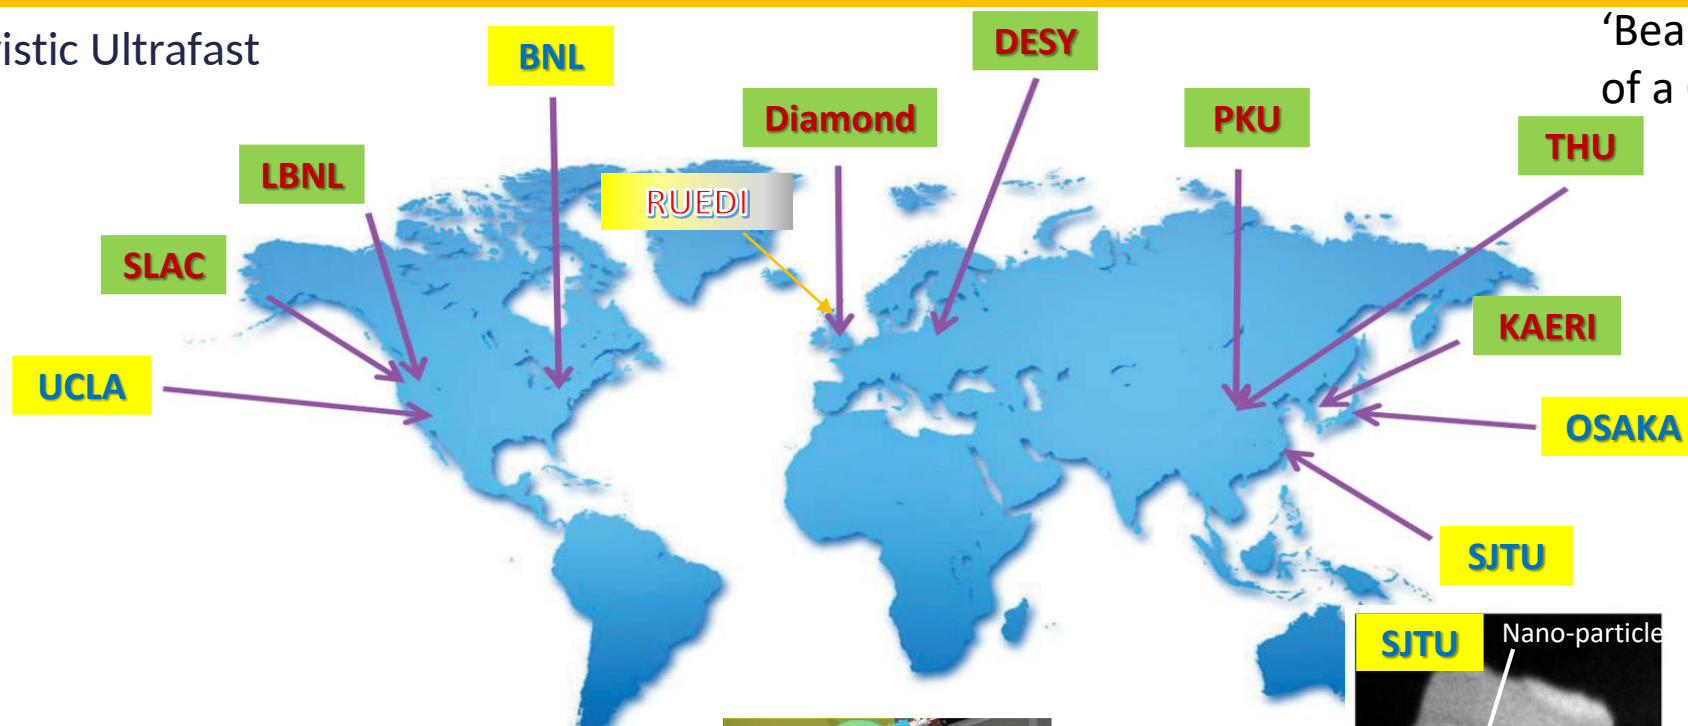 istic Ultrafast
‘Bea
of a
BNL
DESY
Diamond
PKU
THU
LBNL
RUEDI
SLAC
KAERI
UCLA
OSAKA
SJTU
SJTU
Nano-particle